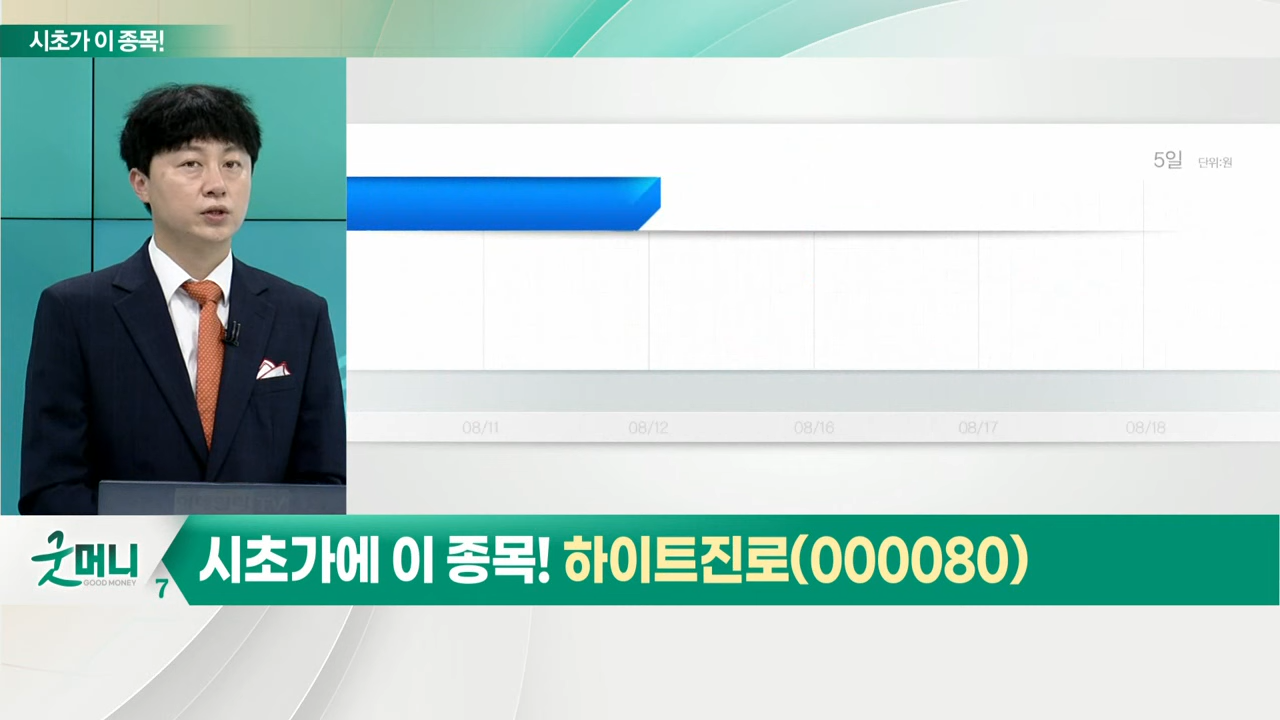 시초가 이 종목!
5일 단위:원
08/11 08/12 08/16 08/17 08/18
굿머니
GOOD MONEY
7
시초가에 이 종목! 하이트진로(000080)